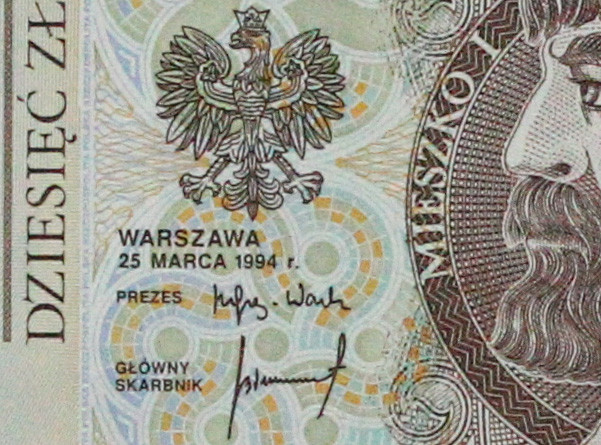 DZIESIĘĆ ZŁ
MIESZKO I
WARSZAWA
25 MARCA 1994 r.
PREZES
GŁÓWNY
SKARBNIK